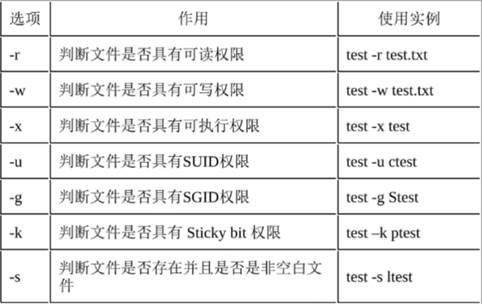 选项 作用 使用实例
-r 判断文件是否具有可读权限 test -r test.txt
-w 判断文件是否具有可写权限 test -w test.txt
-x 判断文件是否具有可执行权限 test -x test
-u 判断文件是否具有SUID权限 test -u ctest
-g 判断文件是否具有SGID权限 test -g Stest
-k 判断文件是否具有 Sticky bit 权限 test –k ptest
-s 判断文件是否存在并且是否是非空白文 test -s ltest
件